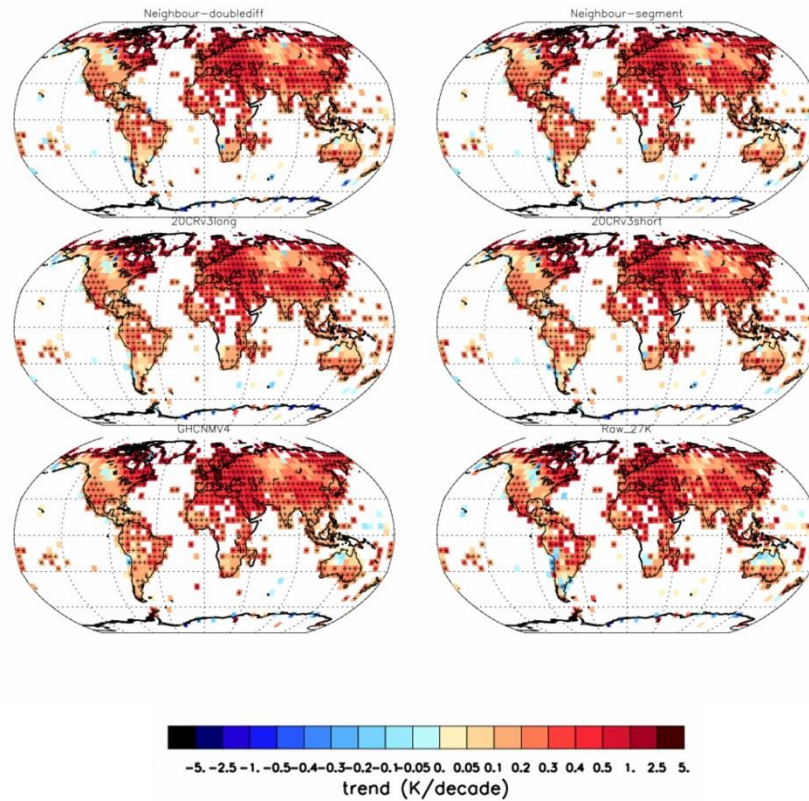 Neighbour-doublediff Neighbour-segment
20CRv3long 20CRv3short
GHCNMV4 Raw_27K
-5. -2.5 -1. -0.5-0.4-0.3-0.2-0.1-0.05 0. 0.05 0.1 0.2 0.3 0.4 0.5 1. 2.5 5.
trend (K/decade)